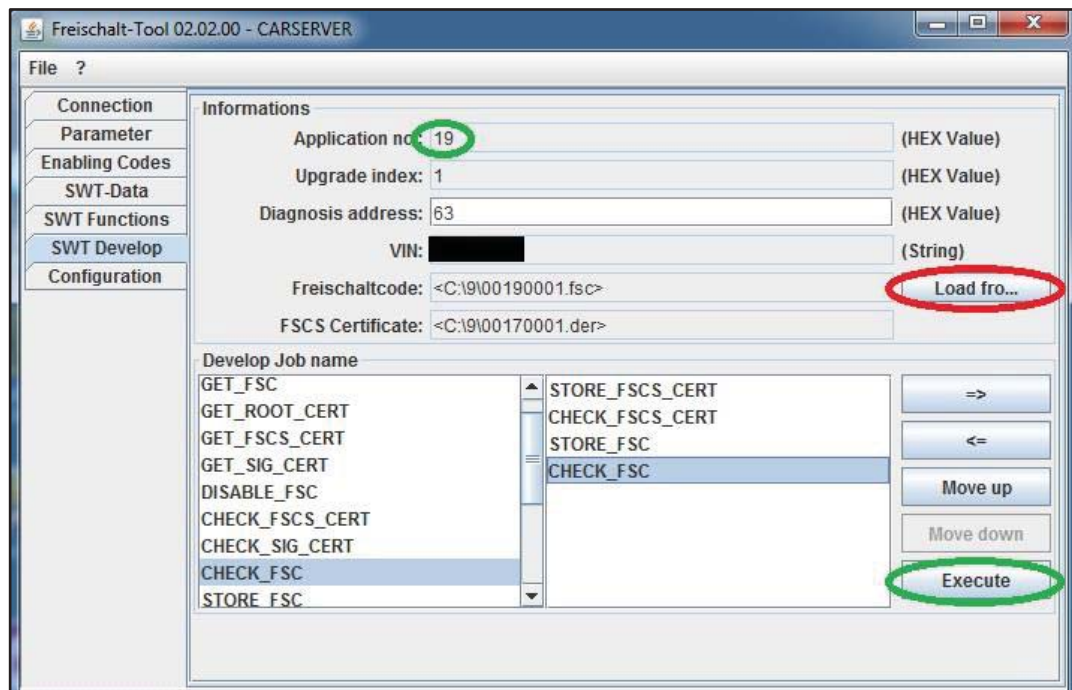 Freischalt-Tool 02.02.00 - CARSERVER
File ?
Connection
Parameter
Enabling Codes
SWT-Data
SWT Functions
SWT Develop
Configuration
Informations
Application no.: 19 (HEX Value)
Upgrade index: 1 (HEX Value)
Diagnosis address: 63 (HEX Value)
VIN: (String)
Freischaltcode: <C:\9\00190001.fsc> Load fro...
FSCS Certificate: <C:\9\00170001.der>
Develop Job name
GET_FSC
GET_ROOT_CERT
GET_FSCS_CERT
GET_SIG_CERT
DISABLE_FSC
CHECK_FSCS_CERT
CHECK_SIG_CERT
CHECK_FSC
STORE_FSC
STORE_FSCS_CERT
CHECK_FSCS_CERT
STORE_FSC
CHECK_FSC
=>
<=
Move up
Move down
Execute